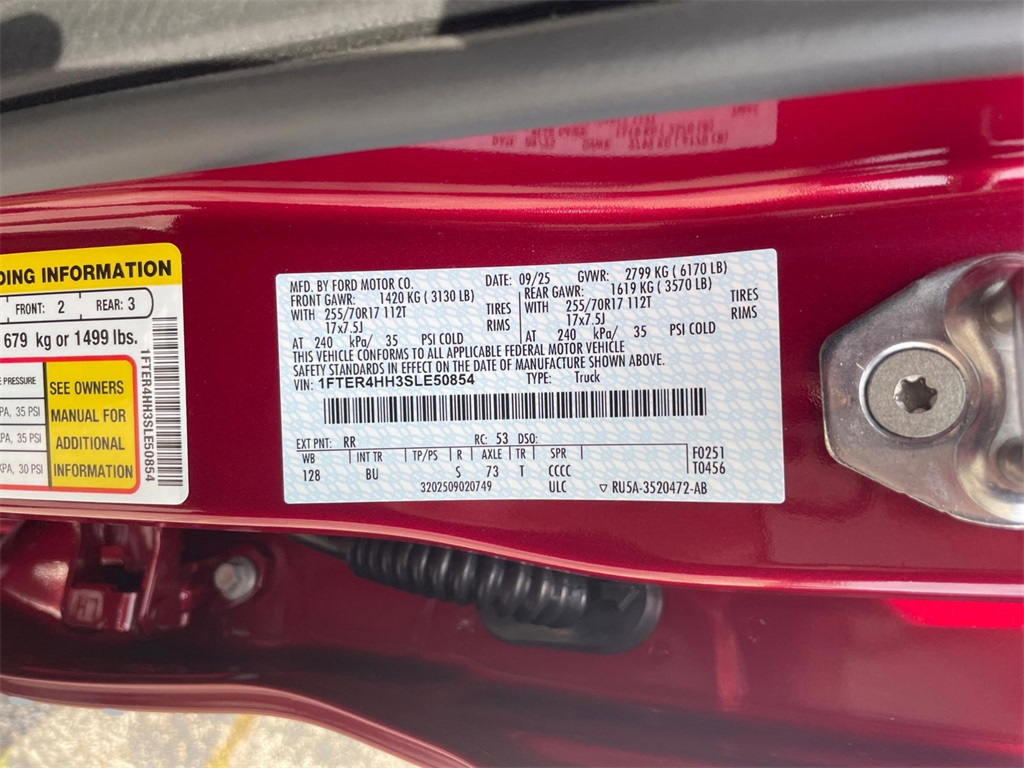 DING INFORMATION
FRONT: 2 REAR: 3
679 kg or 1499 lbs.
PRESSURE
PA, 35 PSI
KPA, 35 PSI
KPA, 30 PSI
SEE OWNERS
MANUAL FOR
ADDITIONAL
INFORMATION
1FTER4HH3SLE50854
MFD. BY FORD MOTOR CO. DATE: 09/25 GVWR: 2799 KG ( 6170 LB)
FRONT GAWR: 1420 KG ( 3130 LB) REAR GAWR: 1619 KG ( 3570 LB)
WITH 255/70R17 112T TIRES WITH 255/70R17 112T TIRES
17x7.5J RIMS 17x7.5J RIMS
AT 240 kPa/ 35 PSI COLD AT 240 kPa/ 35 PSI COLD
THIS VEHICLE CONFORMS TO ALL APPLICABLE FEDERAL MOTOR VEHICLE
SAFETY STANDARDS IN EFFECT ON THE DATE OF MANUFACTURE SHOWN ABOVE.
VIN: 1FTER4HH3SLE50854 TYPE: Truck
EXT PNT: RR RC: 53 DSO:
WB INT TR TP/PS R AXLE TR SPR F0251
128 BU S 73 T CCCC T0456
3202509020749 ULC ▽ RU5A-3520472-AB